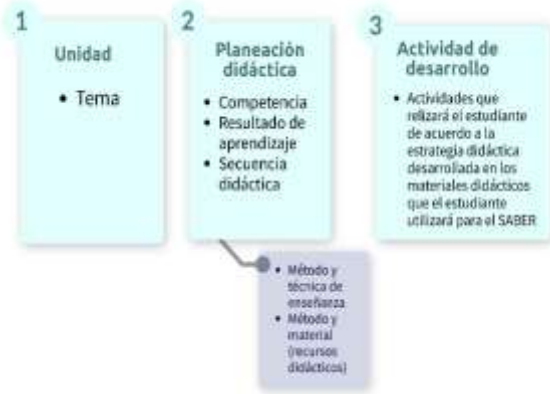 1
Unidad
• Tema
2
Planeación
didáctica
• Competencia
• Resultado de
aprendizaje
• Secuencia
didáctica
• Método y
técnica de
enseñanza
• Método y
material
(recursos
didácticos)
3
Actividad de
desarrollo
• Actividades que
relizará el estudiante
de acuerdo a la
estrategia didáctica
desarrollada en los
materiales didácticos
que el estudiante
utilizará para el SABER